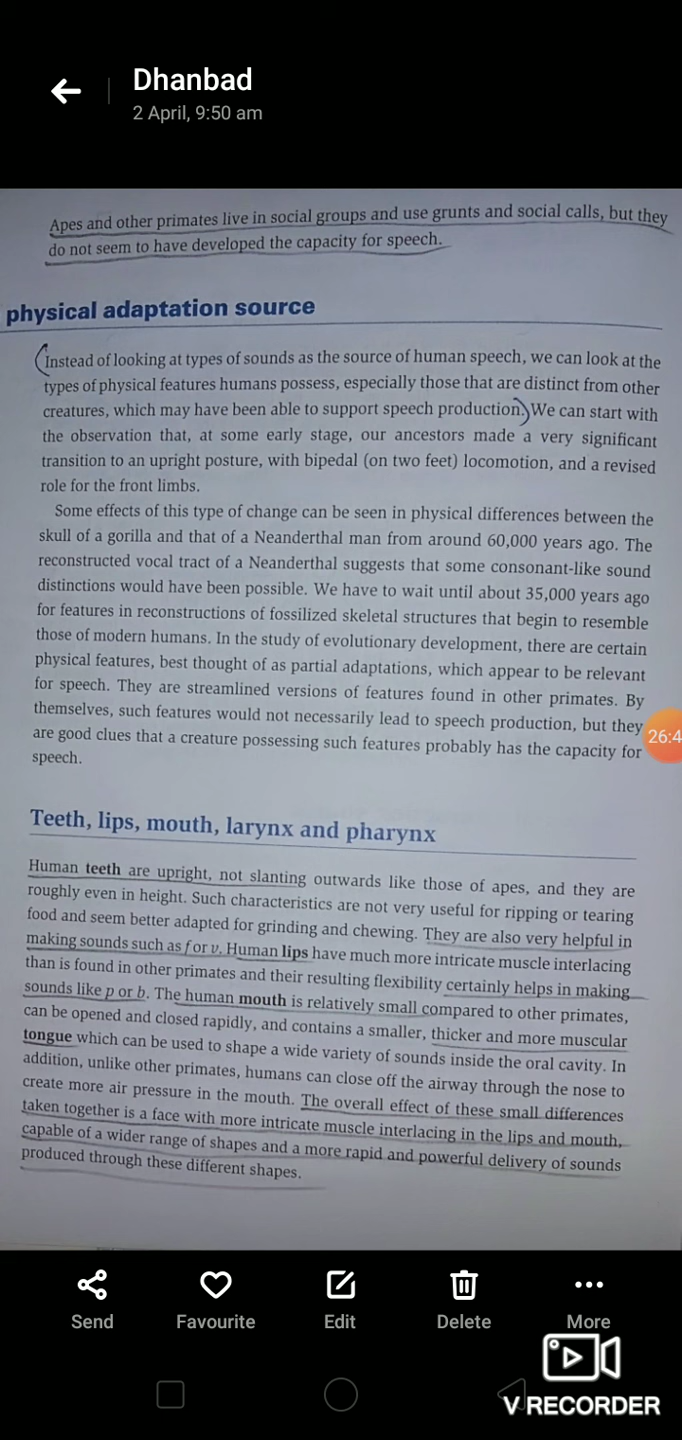 Dhanbad
2 April, 9:50 am
Apes and other primates live in social groups and use grunts and social calls, but they
do not seem to have developed the capacity for speech.
physical adaptation source
Instead of looking at types of sounds as the source of human speech, we can look at the
types of physical features humans possess, especially those that are distinct from other
creatures, which may have been able to support speech production. We can start with
the observation that, at some early stage, our ancestors made a very significant
transition to an upright posture, with bipedal (on two feet) locomotion, and a revised
role for the front limbs.
Some effects of this type of change can be seen in physical differences between the
skull of a gorilla and that of a Neanderthal man from around 60,000 years ago. The
reconstructed vocal tract of a Neanderthal suggests that some consonant-like sound
distinctions would have been possible. We have to wait until about 35,000 years ago
for features in reconstructions of fossilized skeletal structures that begin to resemble
those of modern humans. In the study of evolutionary development, there are certain
physical features, best thought of as partial adaptations, which appear to be relevant
for speech. They are streamlined versions of features found in other primates. By
themselves, such features would not necessarily lead to speech production, but they
are good clues that a creature possessing such features probably has the capacity for
speech.
26:4
Teeth, lips, mouth, larynx and pharynx
Human teeth are upright, not slanting outwards like those of apes, and they are
roughly even in height. Such characteristics are not very useful for ripping or tearing
food and seem better adapted for grinding and chewing. They are also very helpful in
making sounds such as f or v. Human lips have much more intricate muscle interlacing
than is found in other primates and their resulting flexibility certainly helps in making
sounds like p or b. The human mouth is relatively small compared to other primates,
can be opened and closed rapidly, and contains a smaller, thicker and more muscular
tongue which can be used to shape a wide variety of sounds inside the oral cavity. In
addition, unlike other primates, humans can close off the airway through the nose to
create more air pressure in the mouth. The overall effect of these small differences
taken together is a face with more intricate muscle interlacing in the lips and mouth,
capable of a wider range of shapes and a more rapid and powerful delivery of sounds
produced through these different shapes.
Send Favourite Edit Delete More
V RECORDER